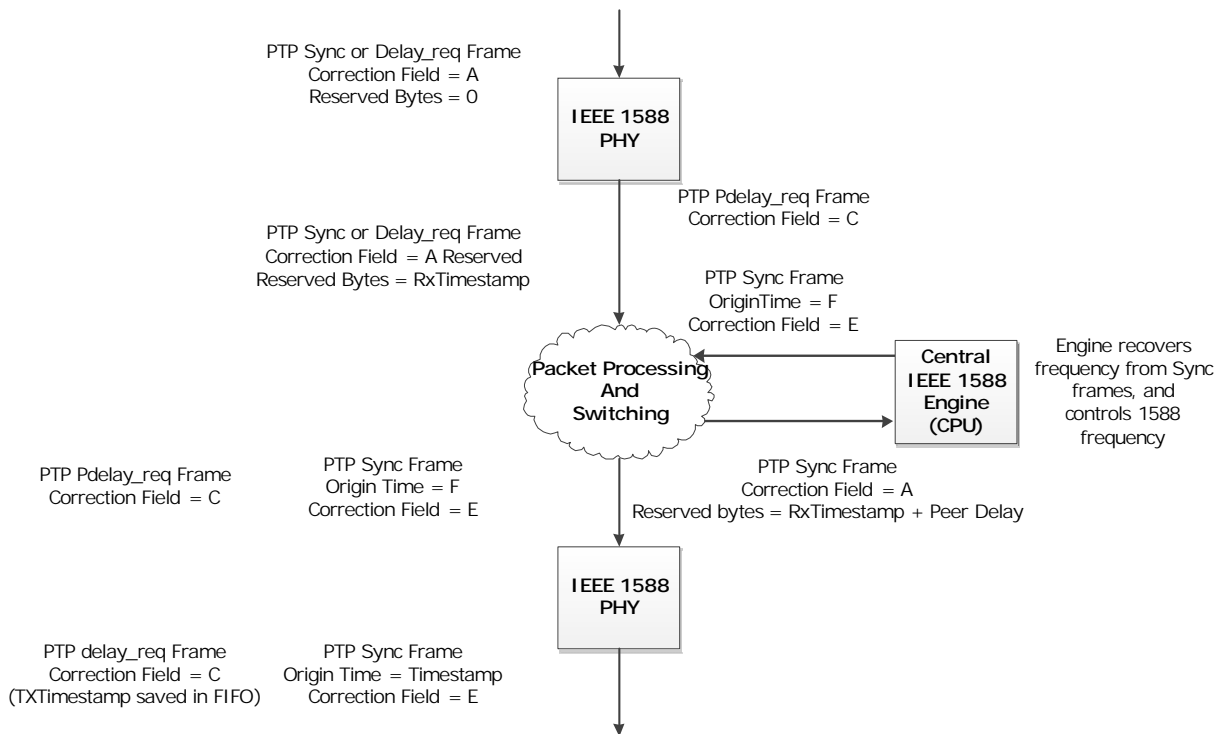 PTP Sync or Delay_req Frame
Correction Field = A
Reserved Bytes = 0
IEEE 1588
PHY
PTP Pdelay_req Frame
Correction Field = C
PTP Sync or Delay_req Frame
Correction Field = A Reserved
Reserved Bytes = RxTimestamp
PTP Sync Frame
OriginTime = F
Correction Field = E
Packet Processing
And
Switching
Central
IEEE 1588
Engine
(CPU)
Engine recovers
frequency from Sync
frames, and
controls 1588
frequency
PTP Pdelay_req Frame
Correction Field = C
PTP Sync Frame
Origin Time = F
Correction Field = E
PTP Sync Frame
Correction Field = A
Reserved bytes = RxTimestamp + Peer Delay
IEEE 1588
PHY
PTP delay_req Frame
Correction Field = C
(TXTimestamp saved in FIFO)
PTP Sync Frame
Origin Time = Timestamp
Correction Field = E